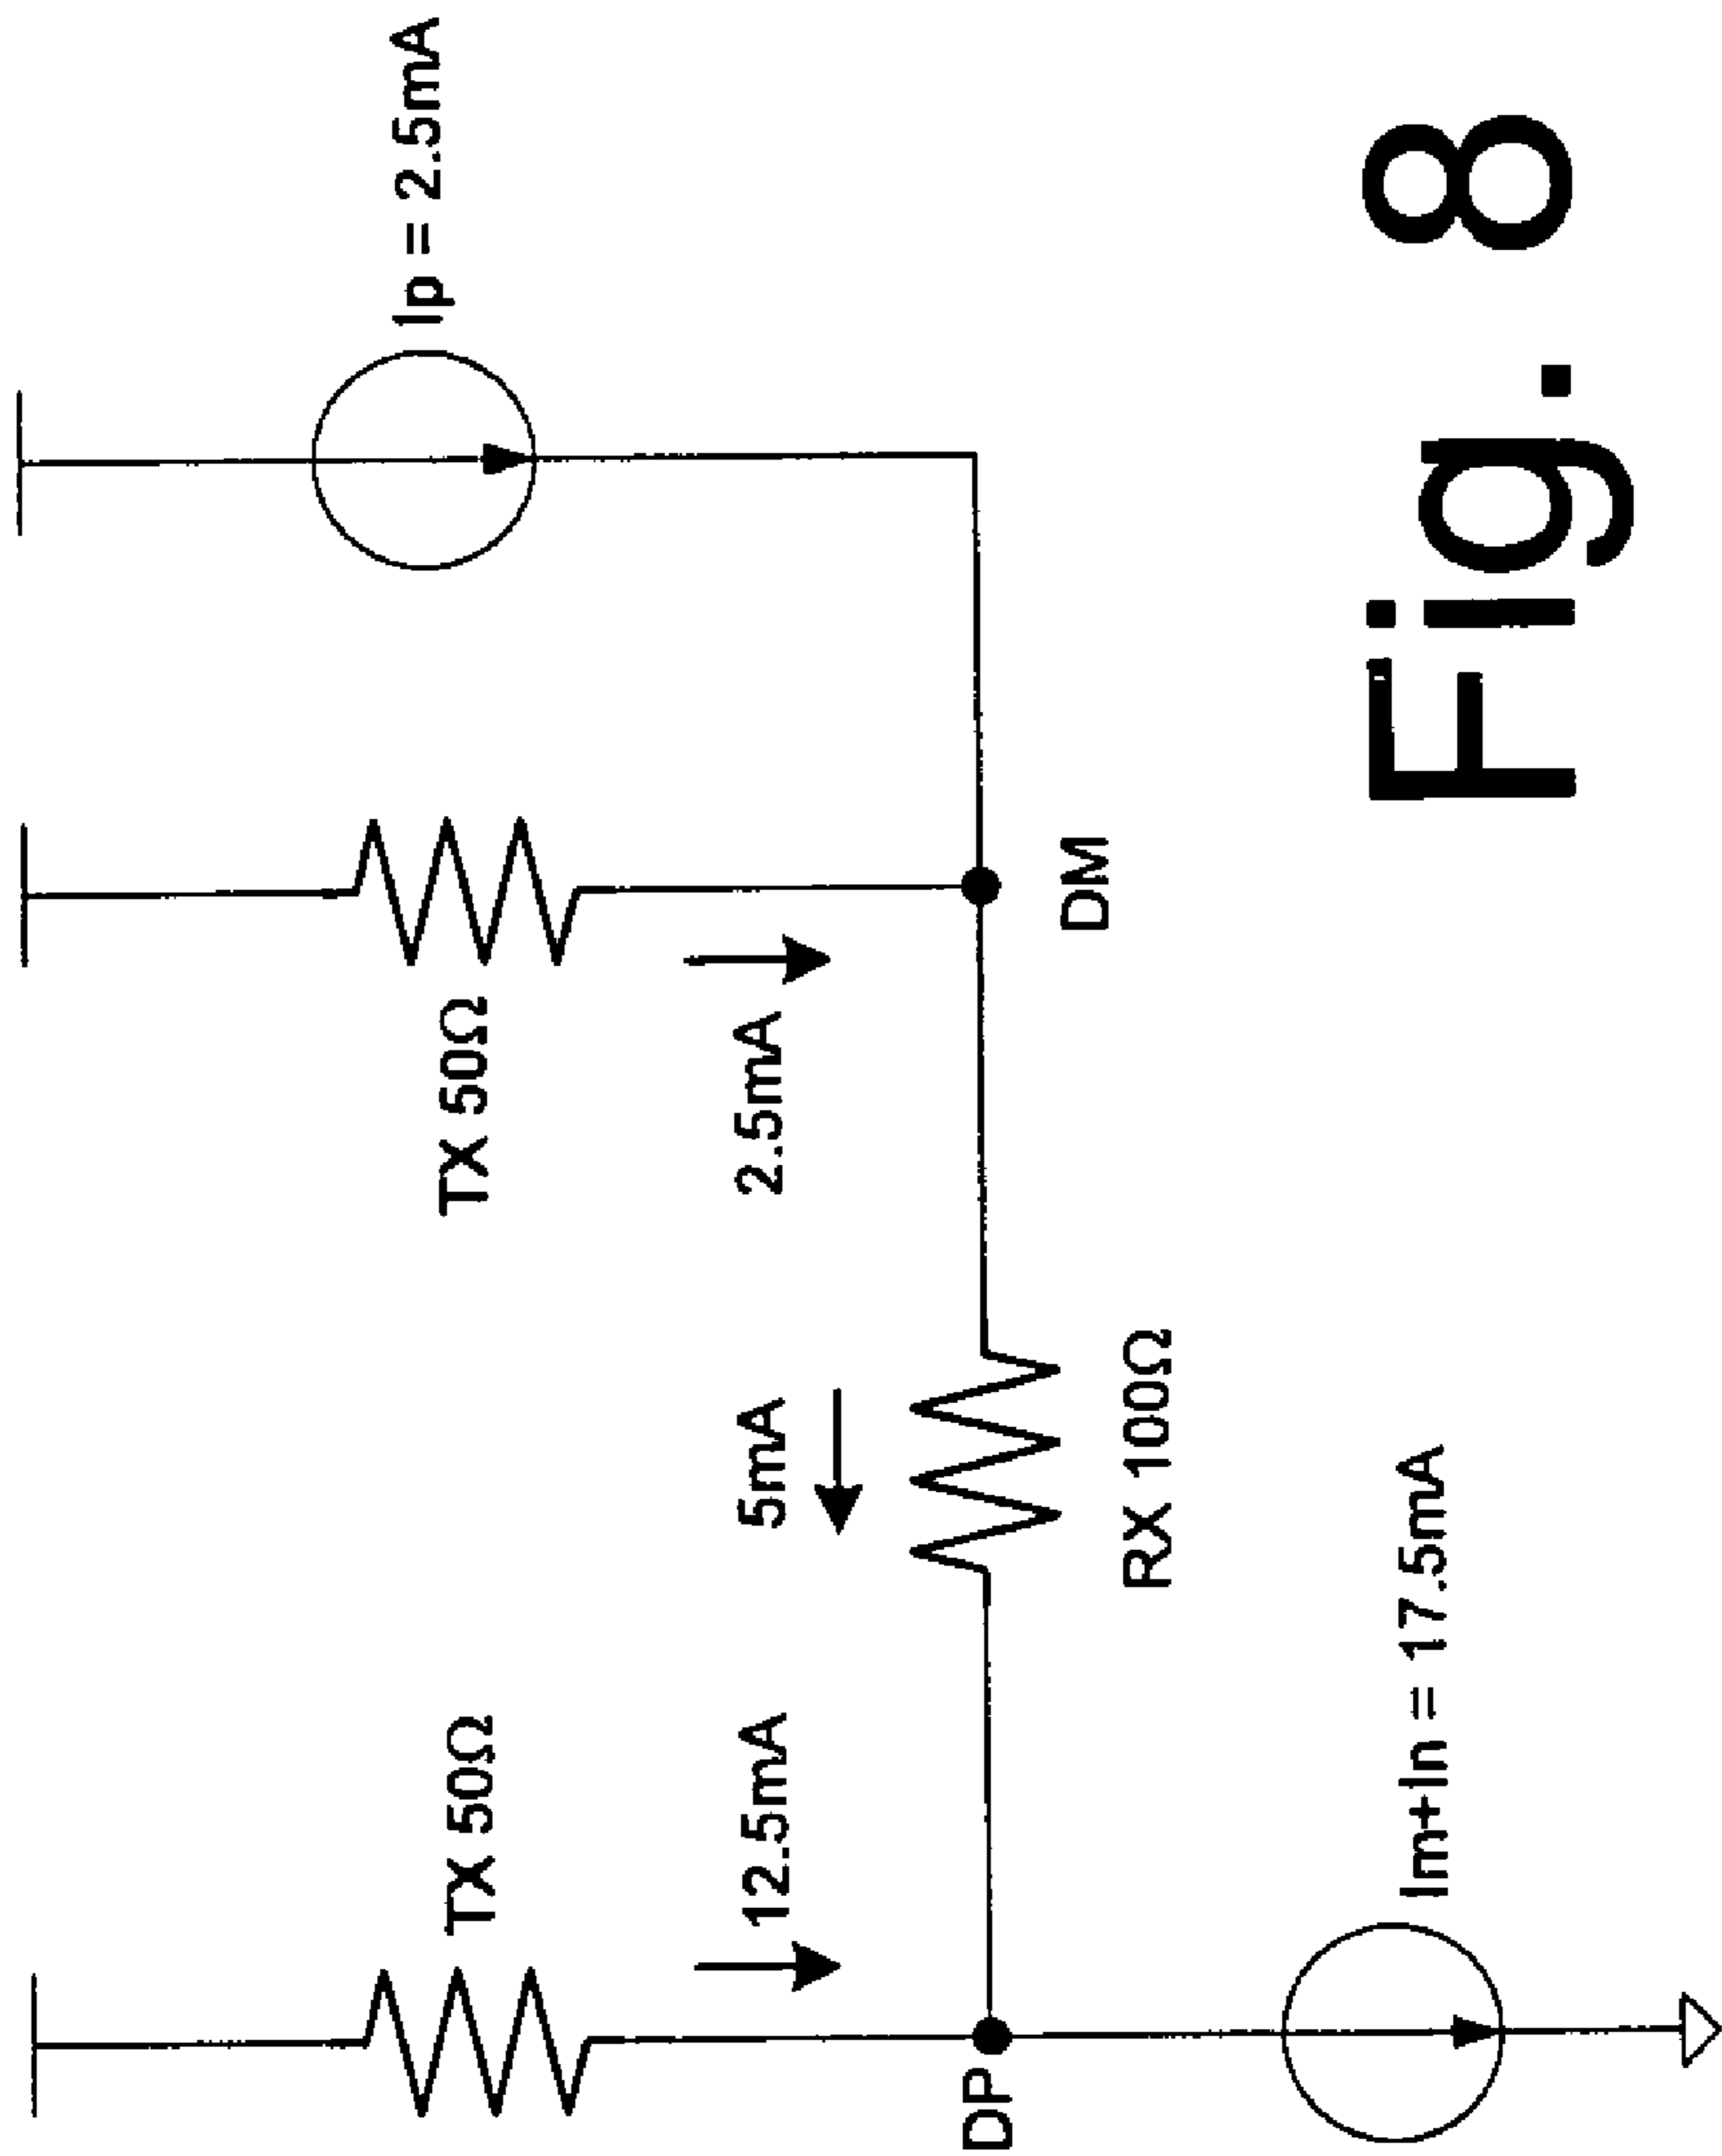 TX 50Ω
TX 50Ω
Ip = 2.5mA
12.5mA
5mA
2.5mA
DP
DM
RX 100Ω
Im+In = 17.5mA
Fig. 8